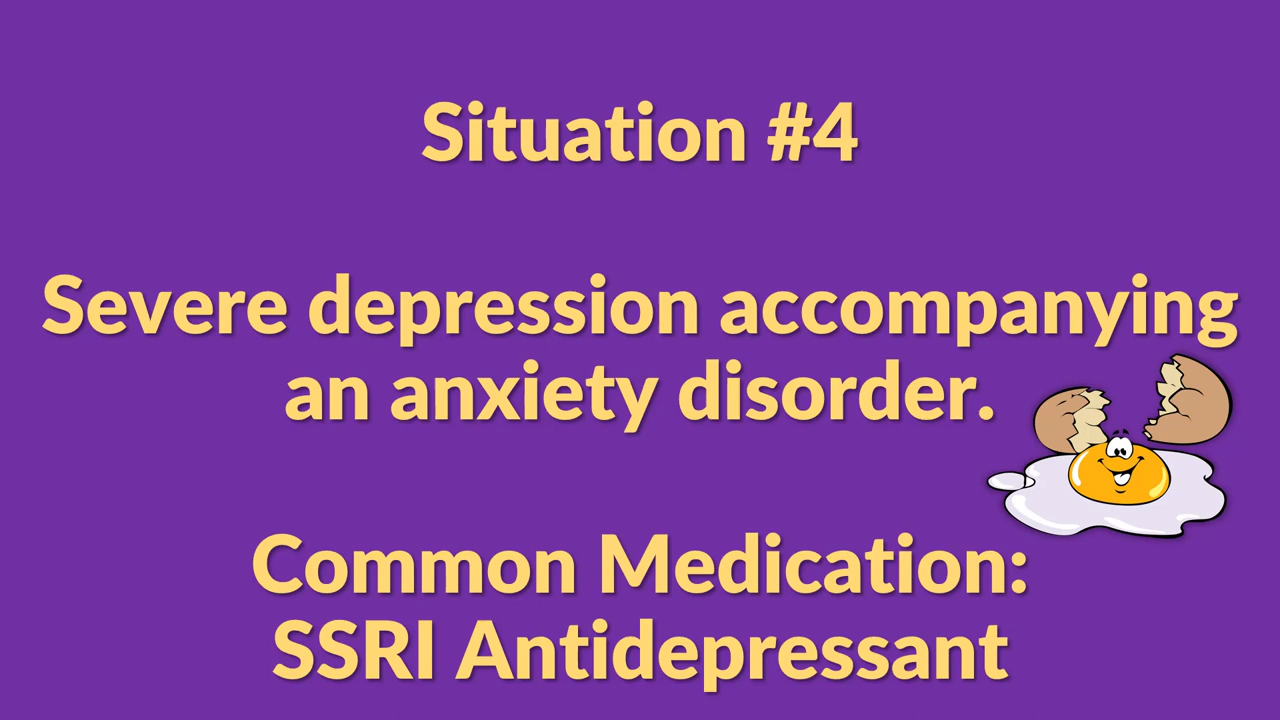 Situation #4
Severe depression accompanying
an anxiety disorder.
Common Medication:
SSRI Antidepressant